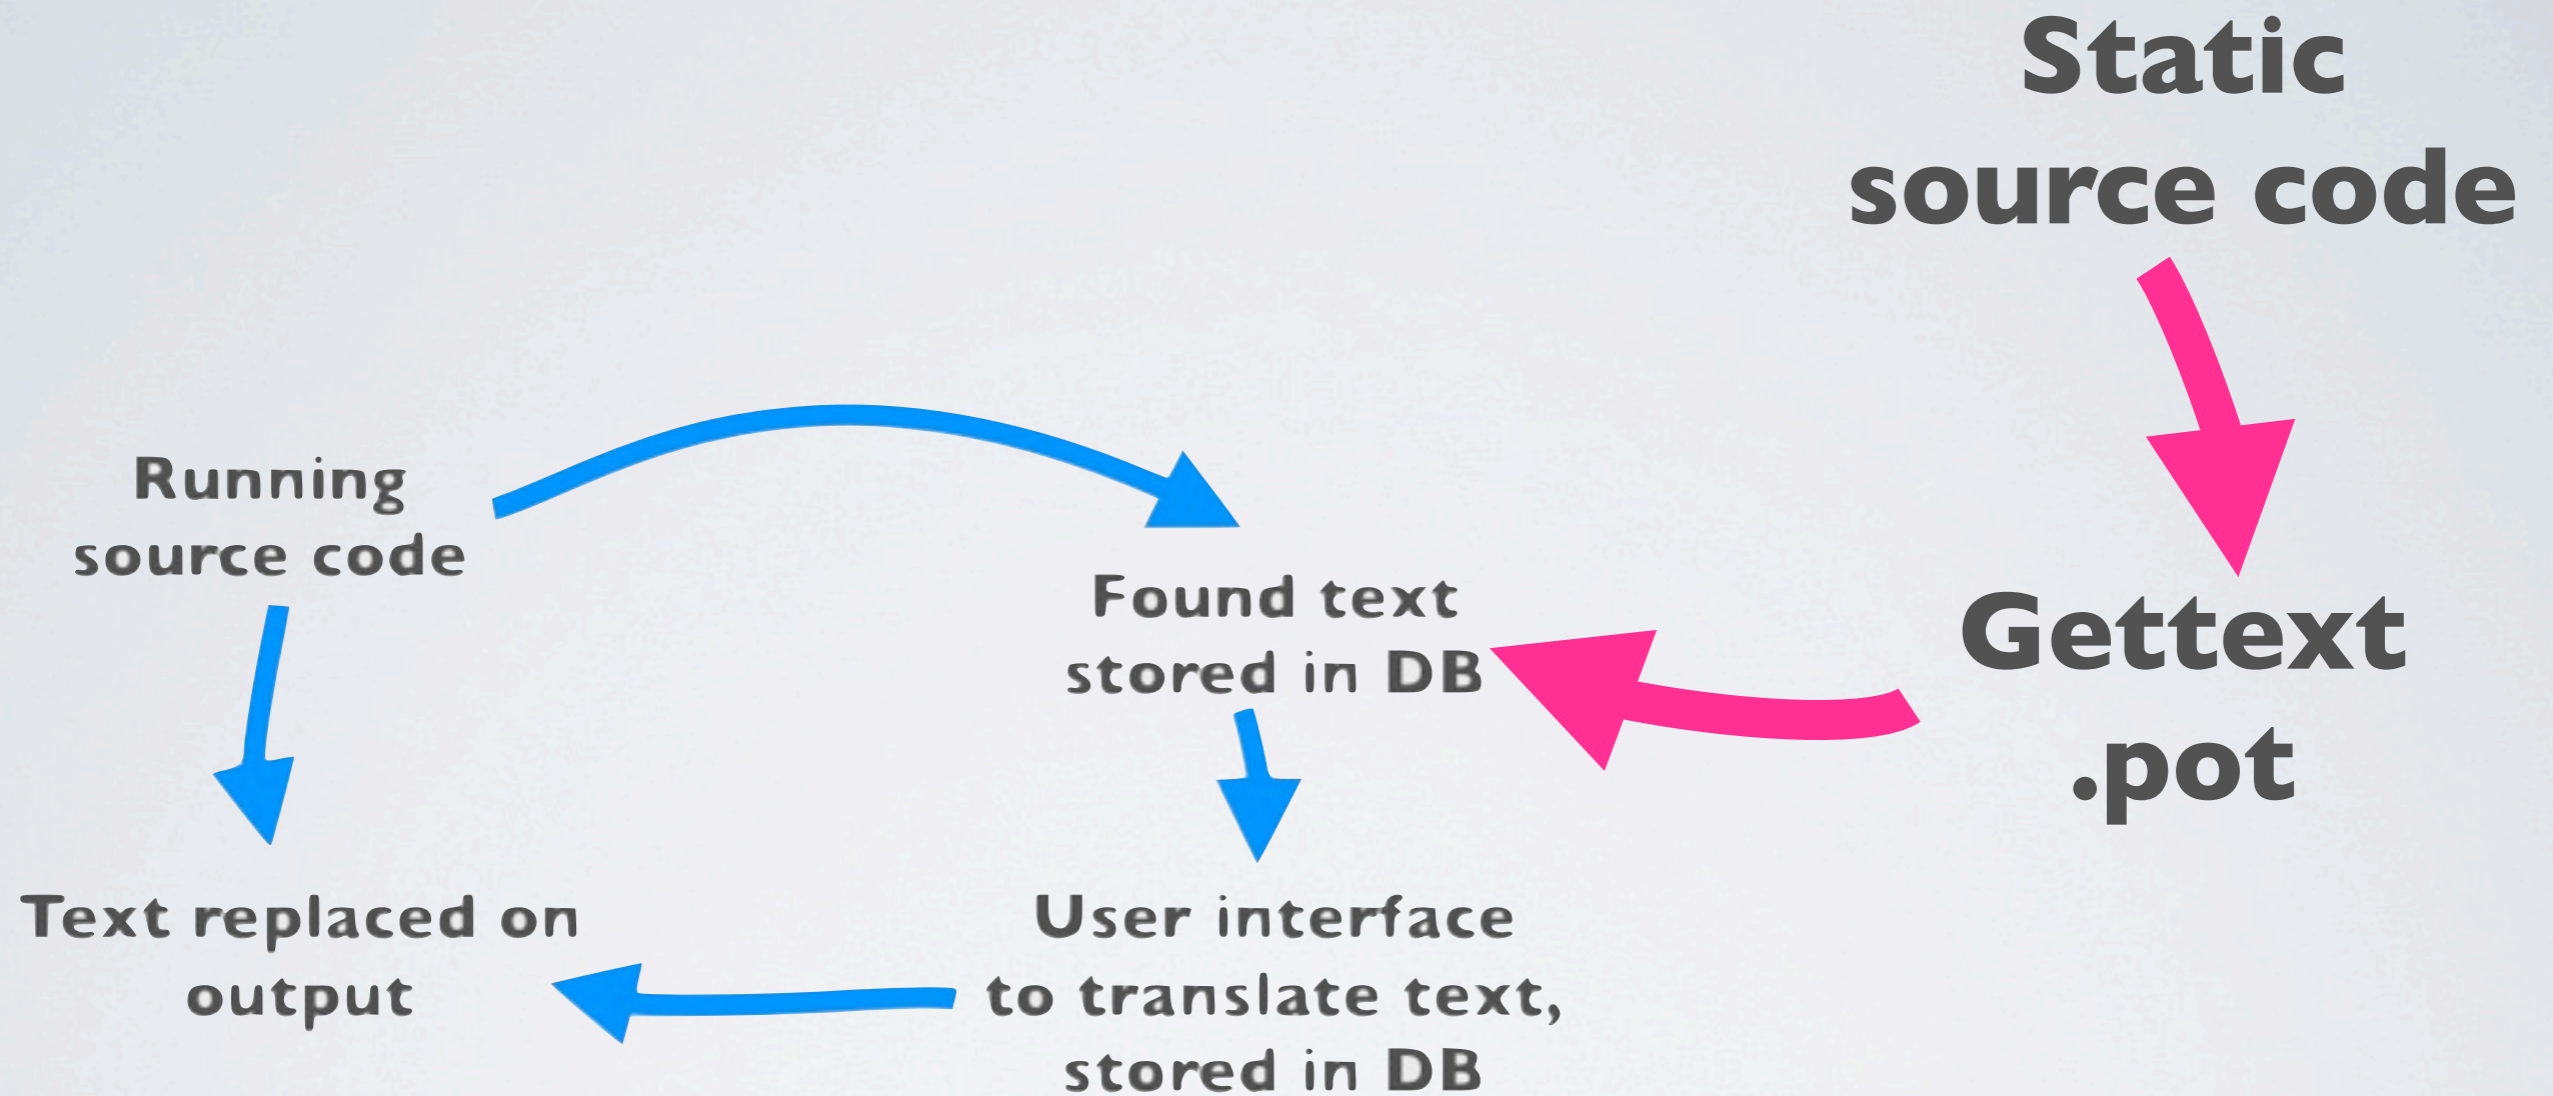 Static
source code
Running
source code
Found text
stored in DB
Gettext
.pot
Text replaced on
output
User interface
to translate text,
stored in DB